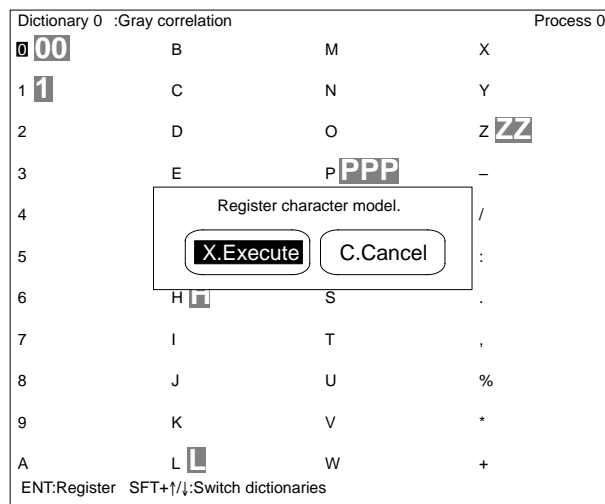 Dictionary 0 :Gray correlation Process 0
0 00 B M X
1 1 C N Y
2 D O Z ZZ
3 E P PPP –
4 /
Register character model.
5 X.Execute C.Cancel :
6 H H S .
7 I T ,
8 J U %
9 K V *
A L L W +
ENT:Register SFT+↑/↓:Switch dictionaries